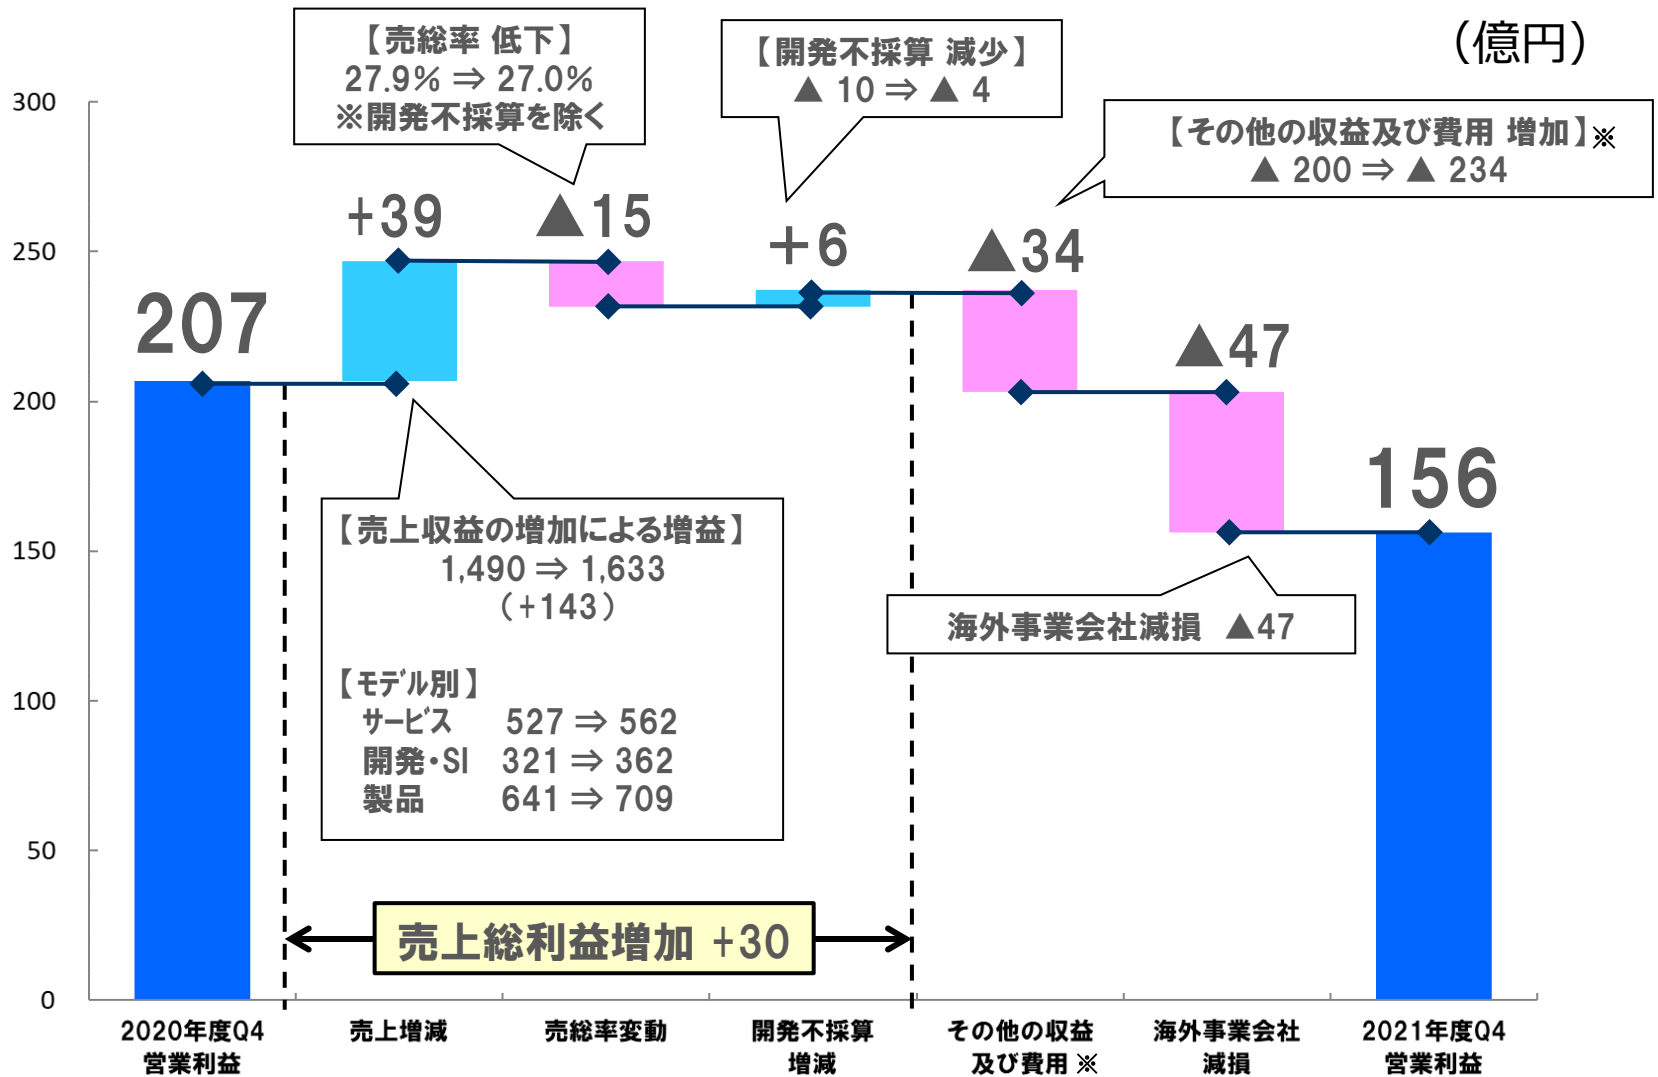 （億円）
【売総率 低下】
27.9% ⇒ 27.0%
※開発不採算を除く
【開発不採算 減少】
▲ 10 ⇒ ▲ 4
【その他の収益及び費用 増加】※
▲ 200 ⇒ ▲ 234
300
250
200
150
100
50
0
207
+39
▲15
+6
▲34
▲47
156
【売上収益の増加による増益】
1,490 ⇒ 1,633
（+143）
【モデル別】
サービス 527 ⇒ 562
開発・SI 321 ⇒ 362
製品 641 ⇒ 709
海外事業会社減損 ▲47
売上総利益増加 +30
2020年度Q4
営業利益
売上増減
売総率変動
開発不採算
増減
その他の収益
及び費用 ※
海外事業会社
減損
2021年度Q4
営業利益